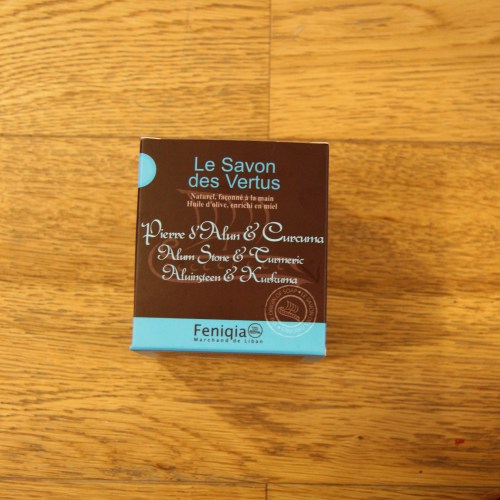 Le Savon
des Vertus
Naturel, façonné à la main
Huile d'olive, enrichi en miel
Pierre d'Alun & Curcuma
Alum Stone & Turmeric
Aluinsteen & Kurkuma
Feniqia
Marchand de Liban